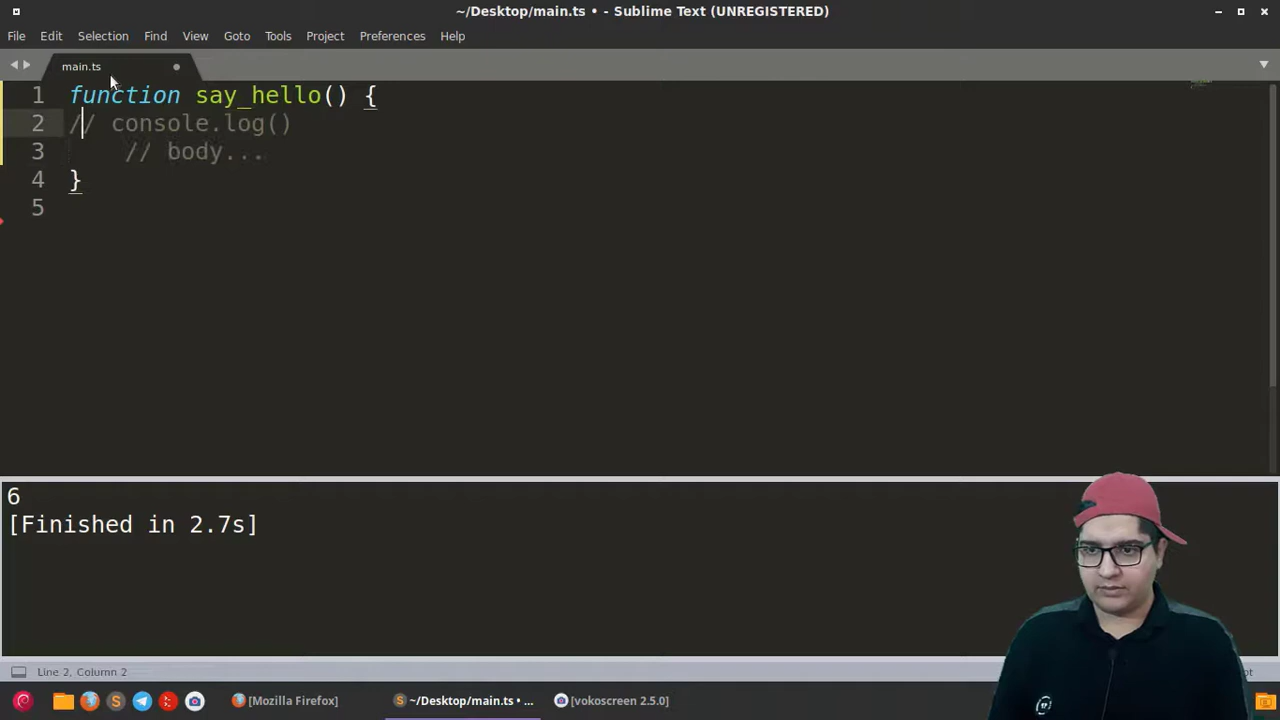 ~/Desktop/main.ts • - Sublime Text (UNREGISTERED)
File Edit Selection Find View Goto Tools Project Preferences Help
main.ts
1 function say_hello() {
2 // console.log()
3 // body...
4 }
5
6
[Finished in 2.7s]
Line 2, Column 2
[Mozilla Firefox] ~/Desktop/main.ts • ... [vokoscreen 2.5.0]